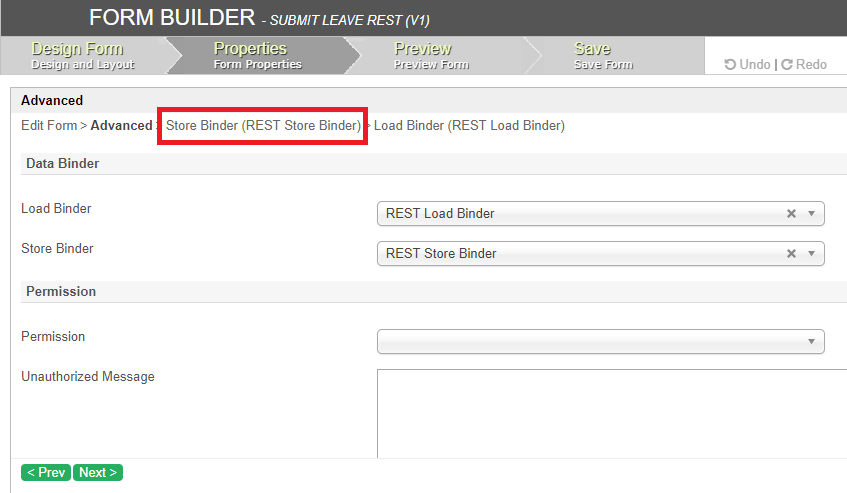 FORM BUILDER - SUBMIT LEAVE REST (V1)
Design Form Properties Preview Save
Design and Layout Form Properties Preview Form Save Form
Undo | Redo
Advanced
Edit Form > Advanced > Store Binder (REST Store Binder) > Load Binder (REST Load Binder)
Data Binder
Load Binder REST Load Binder
Store Binder REST Store Binder
Permission
Permission
Unauthorized Message
< Prev Next >